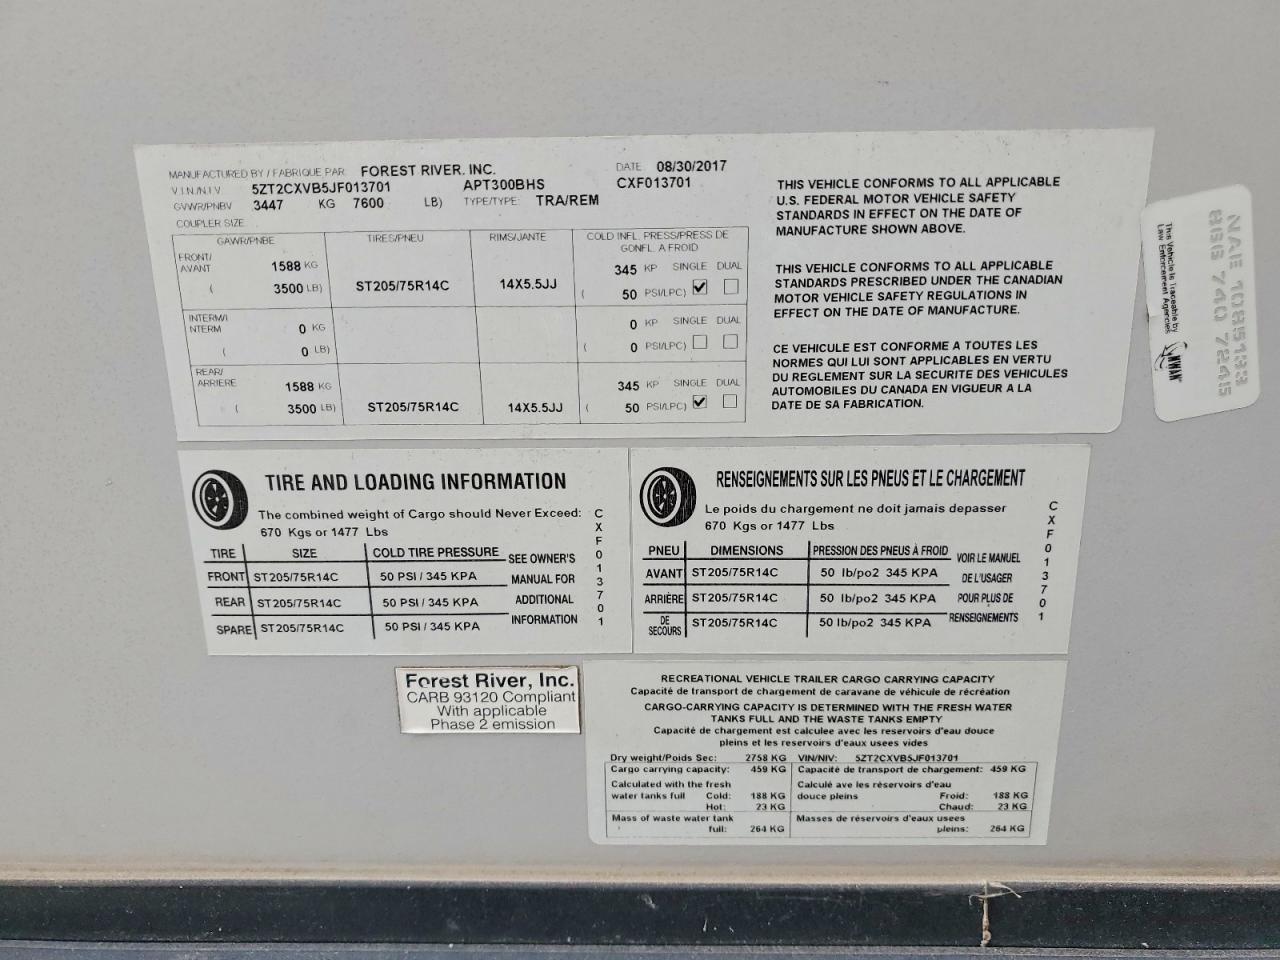 MANUFACTURED BY / FABRIQUE PAR FOREST RIVER, INC. DATE 08/30/2017
V.I.N./N.I.V 5ZT2CXVB5JF013701 APT300BHS CXF013701
GVWR/PNBV 3447 KG 7600 LB) TYPE/TYPE: TRA/REM
COUPLER SIZE
GAWR/PNBE TIRES/PNEU RIMS/JANTE COLD INFL. PRESS/PRESS DE
GONFL. A FROID
FRONT/
AVANT 1588 KG 345 KP SINGLE DUAL
( 3500 LB) ST205/75R14C 14X5.5JJ ( 50 PSI/LPC)
INTERM/I
NTERM 0 KG 0 KP SINGLE DUAL
( 0 LB) ( 0 PSI/LPC)
REAR/
ARRIERE 1588 KG 345 KP SINGLE DUAL
( 3500 LB) ST205/75R14C 14X5.5JJ ( 50 PSI/LPC)
THIS VEHICLE CONFORMS TO ALL APPLICABLE
U.S. FEDERAL MOTOR VEHICLE SAFETY
STANDARDS IN EFFECT ON THE DATE OF
MANUFACTURE SHOWN ABOVE.
THIS VEHICLE CONFORMS TO ALL APPLICABLE
STANDARDS PRESCRIBED UNDER THE CANADIAN
MOTOR VEHICLE SAFETY REGULATIONS IN
EFFECT ON THE DATE OF MANUFACTURE.
CE VEHICULE EST CONFORME A TOUTES LES
NORMES QUI LUI SONT APPLICABLES EN VERTU
DU REGLEMENT SUR LA SECURITE DES VEHICULES
AUTOMOBILES DU CANADA EN VIGUEUR A LA
DATE DE SA FABRICATION.
This Vehicle is Traceable by
Law Enforcement Agencies
NWAN
NAE 1085133
866 740 7245
TIRE AND LOADING INFORMATION
The combined weight of Cargo should Never Exceed:
670 Kgs or 1477 Lbs
TIRE SIZE COLD TIRE PRESSURE
FRONT ST205/75R14C 50 PSI / 345 KPA
REAR ST205/75R14C 50 PSI / 345 KPA
SPARE ST205/75R14C 50 PSI / 345 KPA
SEE OWNER'S
MANUAL FOR
ADDITIONAL
INFORMATION
CXF013701
RENSEIGNEMENTS SUR LES PNEUS ET LE CHARGEMENT
Le poids du chargement ne doit jamais depasser
670 Kgs or 1477 Lbs
PNEU DIMENSIONS PRESSION DES PNEUS À FROID
AVANT ST205/75R14C 50 lb/po2 345 KPA
ARRIÈRE ST205/75R14C 50 lb/po2 345 KPA
DE
SECOURS ST205/75R14C 50 lb/po2 345 KPA
VOIR LE MANUEL
DE L'USAGER
POUR PLUS DE
RENSEIGNEMENTS
CXF013701
Forest River, Inc.
CARB 93120 Compliant
With applicable
Phase 2 emission
RECREATIONAL VEHICLE TRAILER CARGO CARRYING CAPACITY
Capacité de transport de chargement de caravane de véhicule de récréation
CARGO-CARRYING CAPACITY IS DETERMINED WITH THE FRESH WATER
TANKS FULL AND THE WASTE TANKS EMPTY
Capacité de chargement est calculee avec les reservoirs d'eau douce
pleins et les reservoirs d'eaux usees vides
Dry weight/Poids Sec: 2758 KG VIN/NIV: 5ZT2CXVB5JF013701
Cargo carrying capacity: 459 KG Capacité de transport de chargement: 459 KG
Calculated with the fresh Calculé ave les réservoirs d'eau
water tanks full Cold: 188 KG douce pleins Froid: 188 KG
Hot: 23 KG Chaud: 23 KG
Mass of waste water tank Masses de réservoirs d'eaux usees
full: 264 KG pleins: 264 KG